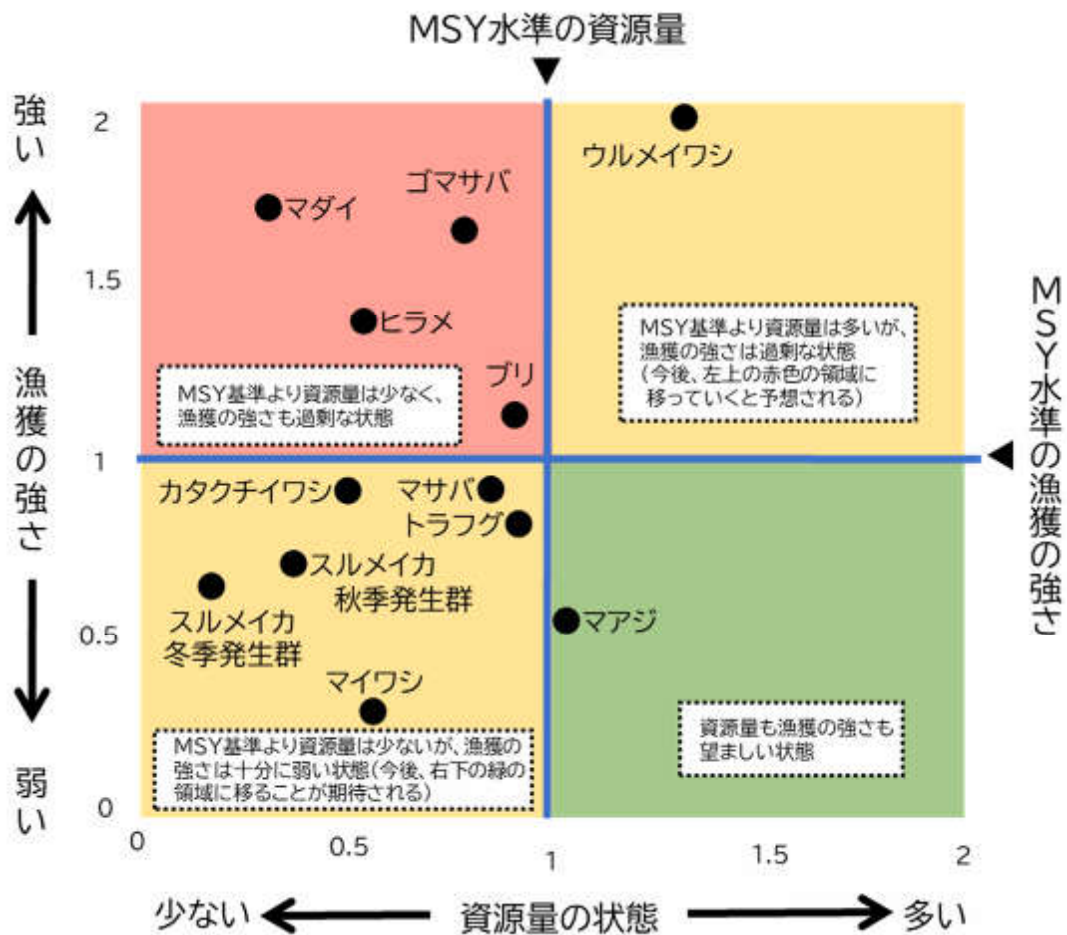 MSY水準の資源量
▼
強い
漁獲の強さ
弱い
2
1.5
1
0.5
0
ウルメイワシ
ゴマサバ
マダイ
ヒラメ
ブリ
MSY基準より資源量は少なく、
漁獲の強さも過剰な状態
MSY基準より資源量は多いが、
漁獲の強さは過剰な状態
(今後、左上の赤色の領域に
移っていくと予想される)
MSY水準の漁獲の強さ
カタクチイワシ
マサバ
トラフグ
スルメイカ
秋季発生群
スルメイカ
冬季発生群
マイワシ
マアジ
MSY基準より資源量は少ないが、漁獲の
強さは十分に弱い状態(今後、右下の緑の
領域に移ることが期待される)
資源量も漁獲の強さも
望ましい状態
0
0.5
1
1.5
2
少ない
資源量の状態
多い